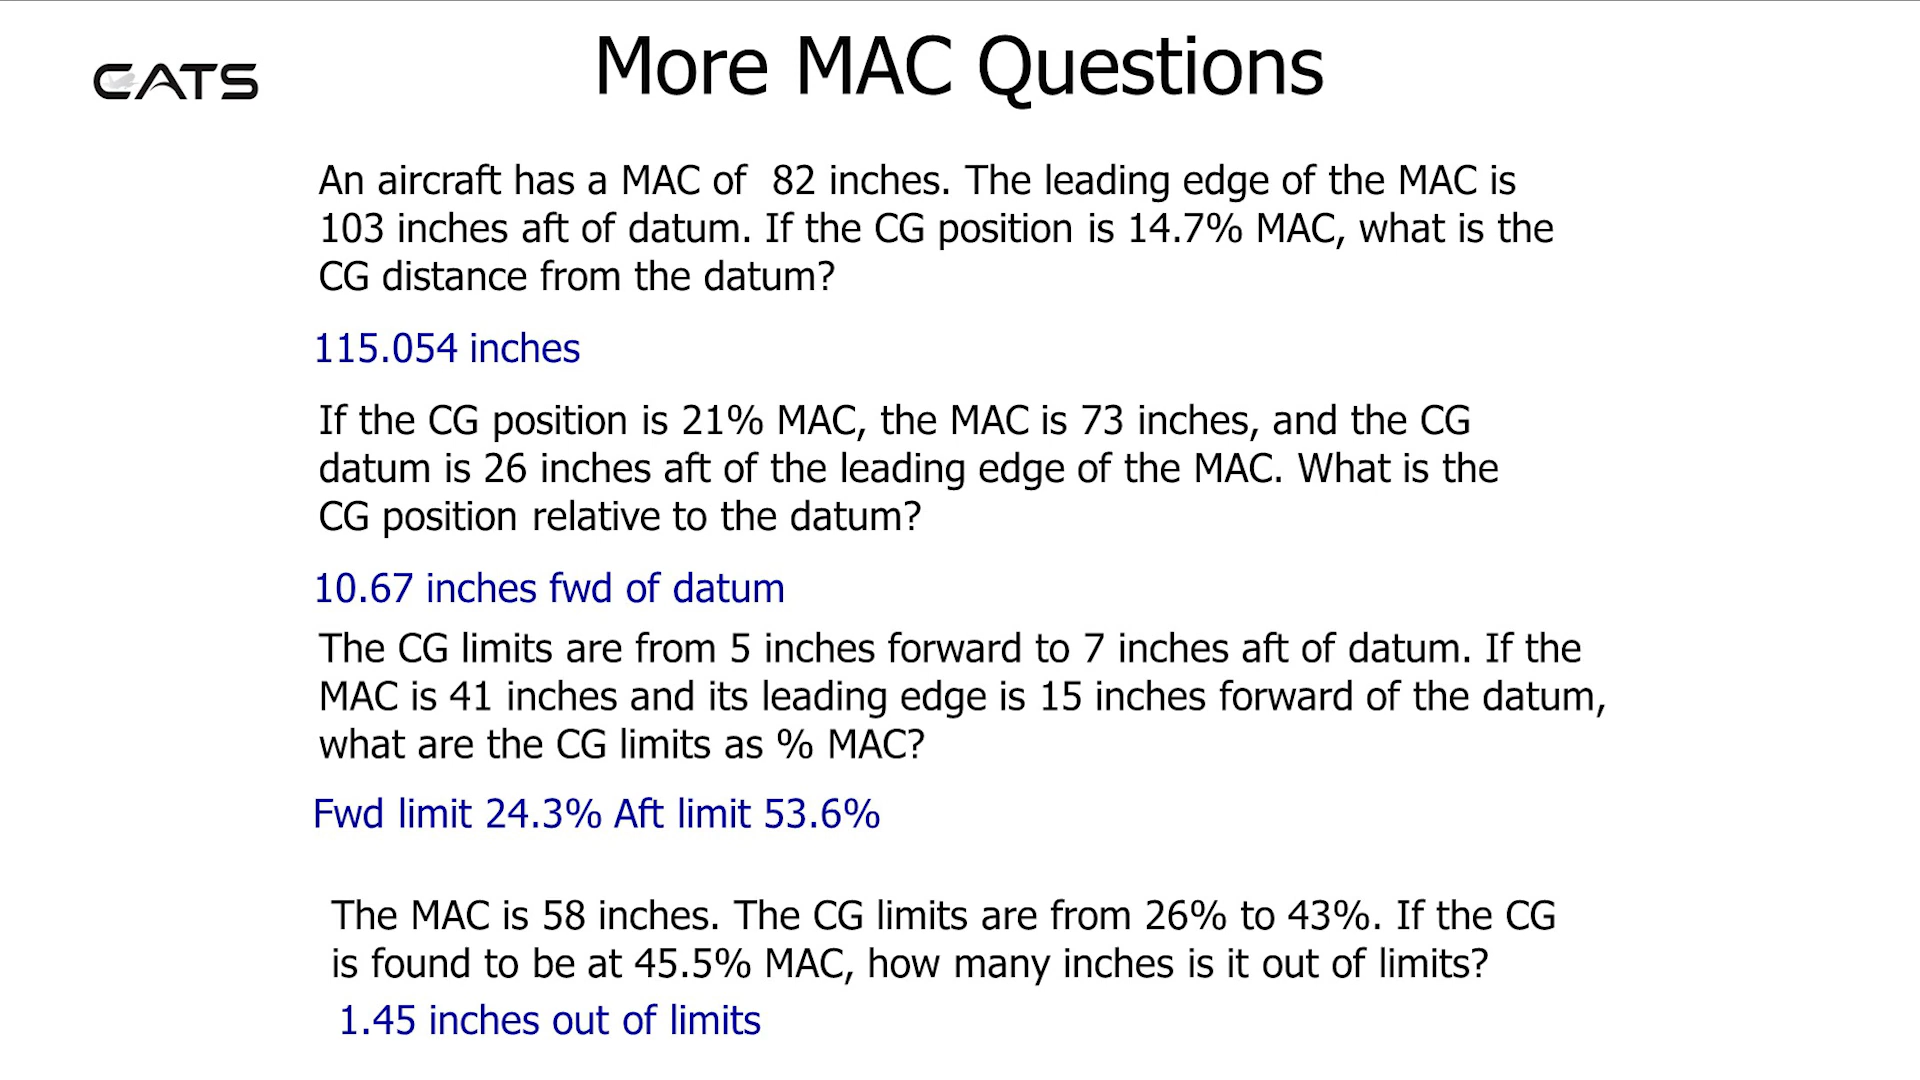 CATS
More MAC Questions
An aircraft has a MAC of 82 inches. The leading edge of the MAC is
103 inches aft of datum. If the CG position is 14.7% MAC, what is the
CG distance from the datum?
115.054 inches
If the CG position is 21% MAC, the MAC is 73 inches, and the CG
datum is 26 inches aft of the leading edge of the MAC. What is the
CG position relative to the datum?
10.67 inches fwd of datum
The CG limits are from 5 inches forward to 7 inches aft of datum. If the
MAC is 41 inches and its leading edge is 15 inches forward of the datum,
what are the CG limits as % MAC?
Fwd limit 24.3% Aft limit 53.6%
The MAC is 58 inches. The CG limits are from 26% to 43%. If the CG
is found to be at 45.5% MAC, how many inches is it out of limits?
1.45 inches out of limits